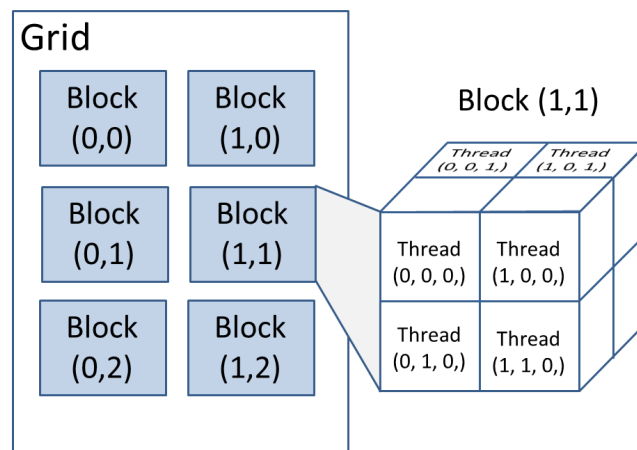 Grid
Block
(0,0)
Block
(1,0)
Block
(0,1)
Block
(1,1)
Block
(0,2)
Block
(1,2)
Block (1,1)
Thread
(0, 0, 1,)
Thread
(1, 0, 1,)
Thread
(0, 0, 0,)
Thread
(1, 0, 0,)
Thread
(0, 1, 0,)
Thread
(1, 1, 0,)